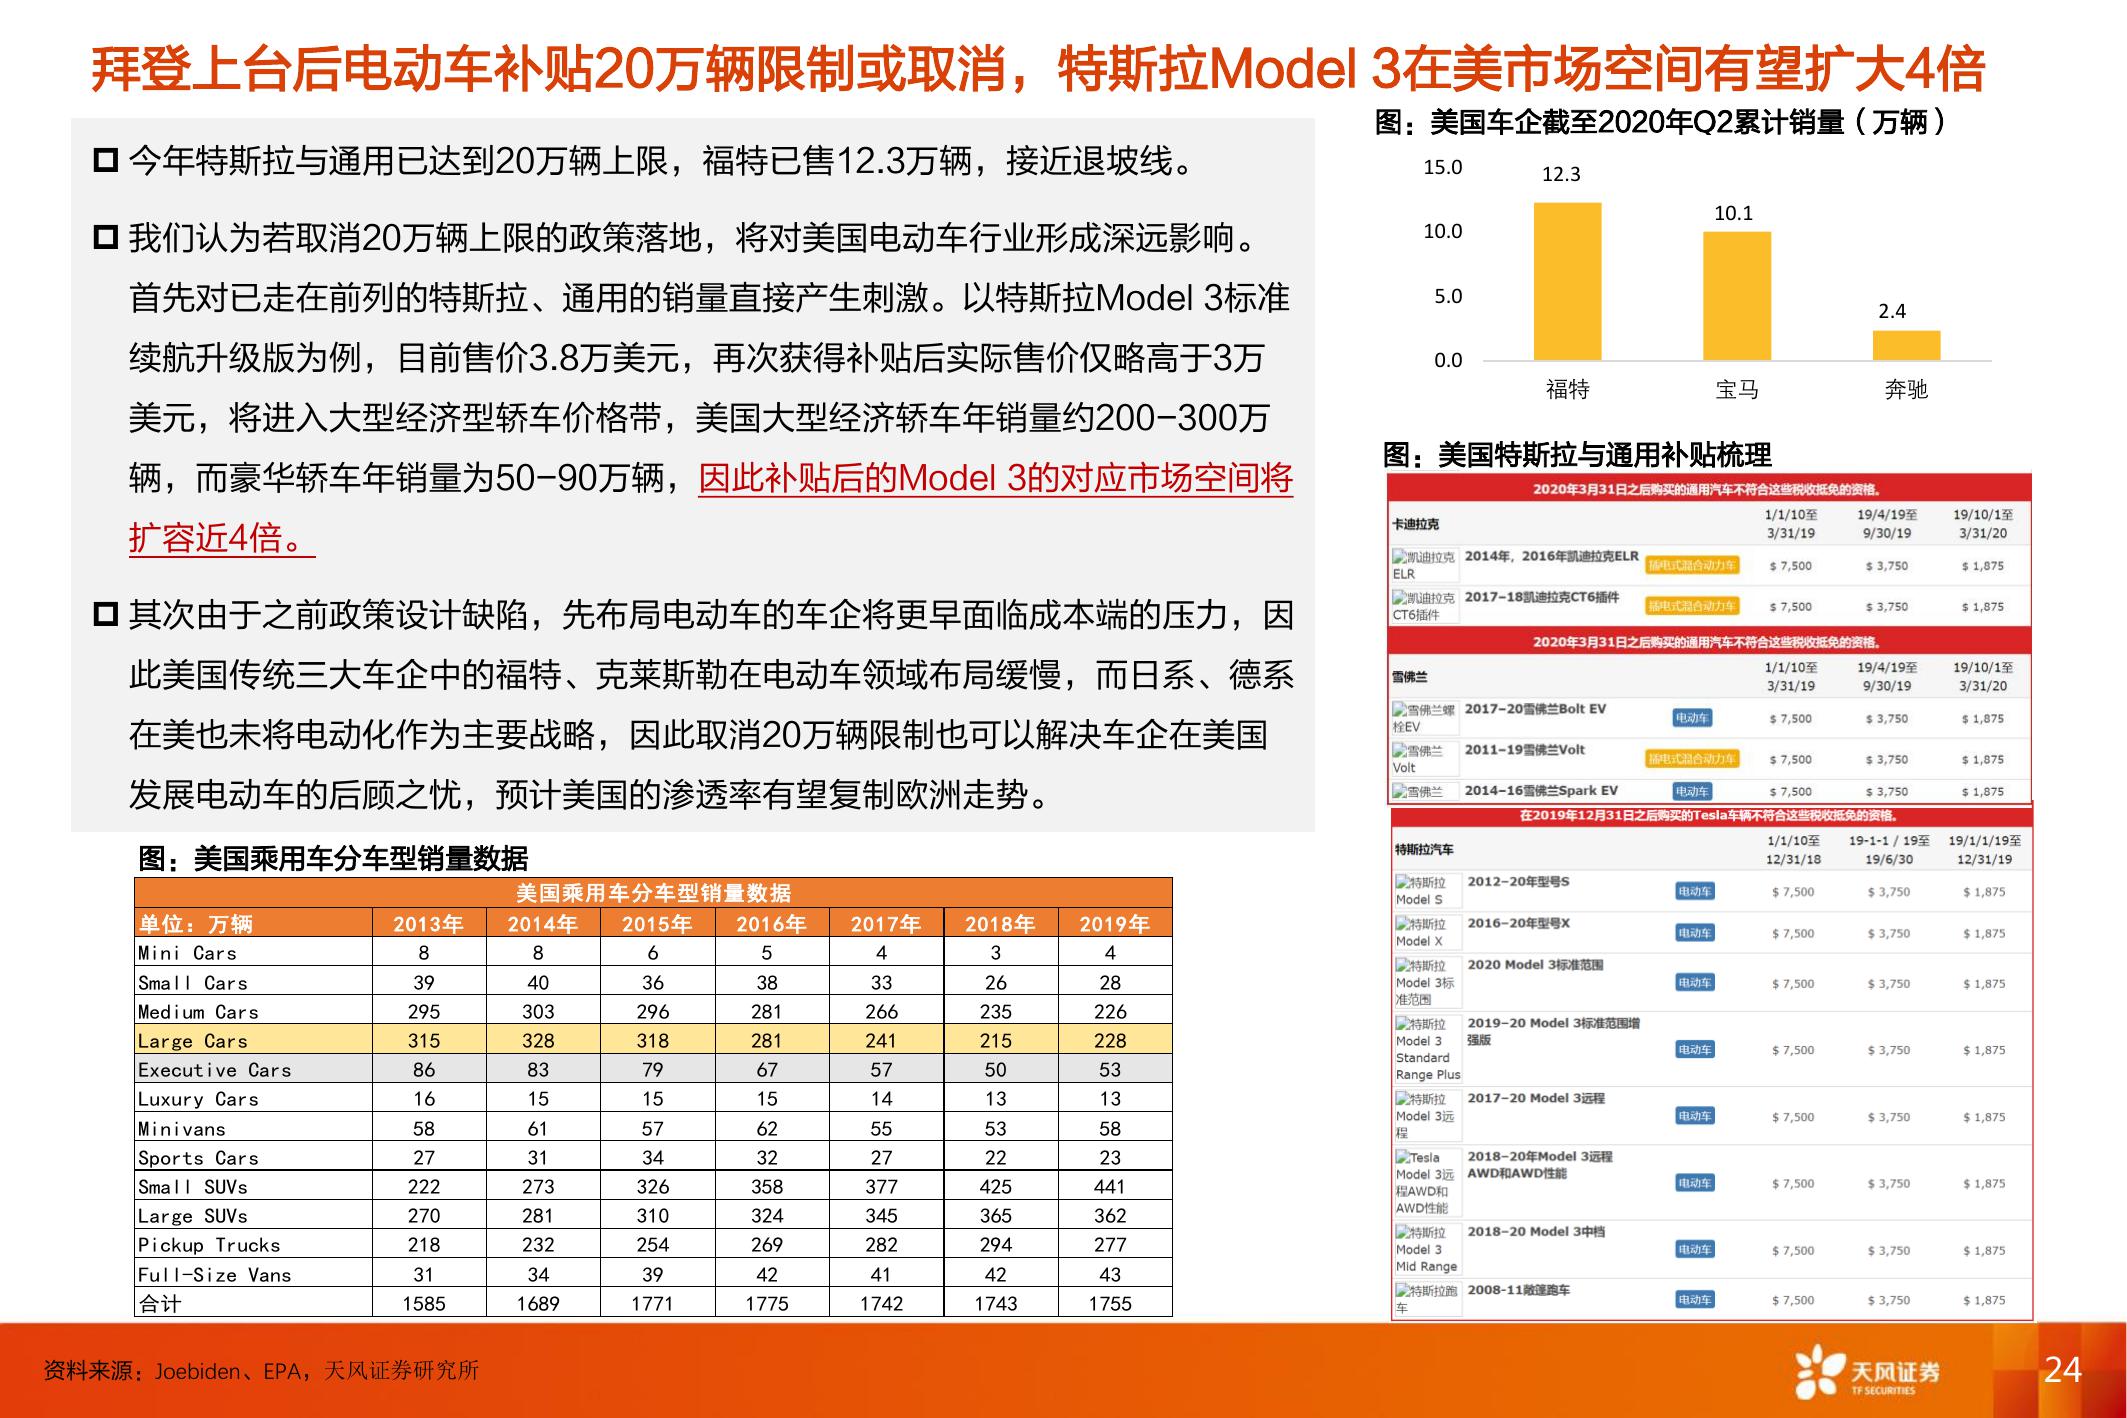 拜登上台后电动车补贴20万辆限制或取消，特斯拉Model 3在美市场空间有望扩大4倍
今年特斯拉与通用已达到20万辆上限，福特已售12.3万辆，接近退坡线。
我们认为若取消20万辆上限的政策落地，将对美国电动车行业形成深远影响。
首先对已走在前列的特斯拉、通用的销量直接产生刺激。以特斯拉Model 3标准
续航升级版为例，目前售价3.8万美元，再次获得补贴后实际售价仅略高于3万
美元，将进入大型经济型轿车价格带，美国大型经济轿车年销量约200-300万
辆，而豪华轿车年销量为50-90万辆，因此补贴后的Model 3的对应市场空间将
扩容近4倍。
其次由于之前政策设计缺陷，先布局电动车的车企将更早面临成本端的压力，因
此美国传统三大车企中的福特、克莱斯勒在电动车领域布局缓慢，而日系、德系
在美也未将电动化作为主要战略，因此取消20万辆限制也可以解决车企在美国
发展电动车的后顾之忧，预计美国的渗透率有望复制欧洲走势。
图：美国乘用车分车型销量数据
美国乘用车分车型销量数据
单位：万辆 2013年 2014年 2015年 2016年 2017年 2018年 2019年
Mini Cars 8 8 6 5 4 3 4
Small Cars 39 40 36 38 33 26 28
Medium Cars 295 303 296 281 266 235 226
Large Cars 315 328 318 281 241 215 228
Executive Cars 86 83 79 67 57 50 53
Luxury Cars 16 15 15 15 14 13 13
Minivans 58 61 57 62 55 53 58
Sports Cars 27 31 34 32 27 22 23
Small SUVs 222 273 326 358 377 425 441
Large SUVs 270 281 310 324 345 365 362
Pickup Trucks 218 232 254 269 282 294 277
Full-Size Vans 31 34 39 42 41 42 43
合计 1585 1689 1771 1775 1742 1743 1755
图：美国车企截至2020年Q2累计销量（万辆）
15.0
10.0
5.0
0.0
12.3
10.1
2.4
福特 宝马 奔驰
图：美国特斯拉与通用补贴梳理
2020年3月31日之后购买的通用汽车不符合这些税收抵免的资格。
卡迪拉克 1/1/10至 19/4/19至 19/10/1至
3/31/19 9/30/19 3/31/20
凯迪拉克 2014年，2016年凯迪拉克ELR 插电式混合动力车 $ 7,500 $ 3,750 $ 1,875
ELR
凯迪拉克 2017-18凯迪拉克CT6插件 插电式混合动力车 $ 7,500 $ 3,750 $ 1,875
CT6插件
2020年3月31日之后购买的通用汽车不符合这些税收抵免的资格。
雪佛兰 1/1/10至 19/4/19至 19/10/1至
3/31/19 9/30/19 3/31/20
雪佛兰螺 2017-20雪佛兰Bolt EV 电动车 $ 7,500 $ 3,750 $ 1,875
栓EV
雪佛兰 2011-19雪佛兰Volt 插电式混合动力车 $ 7,500 $ 3,750 $ 1,875
Volt
雪佛兰 2014-16雪佛兰Spark EV 电动车 $ 7,500 $ 3,750 $ 1,875
在2019年12月31日之后购买的Tesla车辆不符合这些税收抵免的资格。
特斯拉汽车 1/1/10至 19-1-1 / 19至 19/1/1/19至
12/31/18 19/6/30 12/31/19
特斯拉 2012-20年型号S 电动车 $ 7,500 $ 3,750 $ 1,875
Model S
特斯拉 2016-20年型号X 电动车 $ 7,500 $ 3,750 $ 1,875
Model X
特斯拉 2020 Model 3标准范围 电动车 $ 7,500 $ 3,750 $ 1,875
Model 3标
准范围
特斯拉 2019-20 Model 3标准范围增
Model 3 强版 电动车 $ 7,500 $ 3,750 $ 1,875
Standard
Range Plus
特斯拉 2017-20 Model 3远程 电动车 $ 7,500 $ 3,750 $ 1,875
Model 3远
程
Tesla 2018-20年Model 3远程
Model 3远 AWD和AWD性能 电动车 $ 7,500 $ 3,750 $ 1,875
程AWD和
AWD性能
特斯拉 2018-20 Model 3中档 电动车 $ 7,500 $ 3,750 $ 1,875
Model 3
Mid Range
特斯拉跑 2008-11敞篷跑车 电动车 $ 7,500 $ 3,750 $ 1,875
车
资料来源：Joebiden、EPA，天风证券研究所
天风证券
TF SECURITIES
24